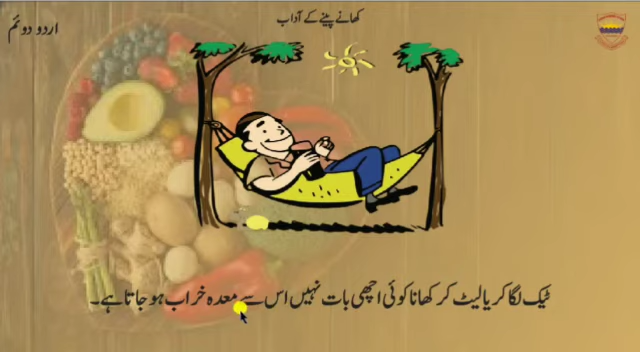 کھانے پینے کے آداب
اردو دوئم
ٹیک لگا کر یا لیٹ کر کھانا کوئی اچھی بات نہیں اس سے معدہ خراب ہو جاتا ہے۔